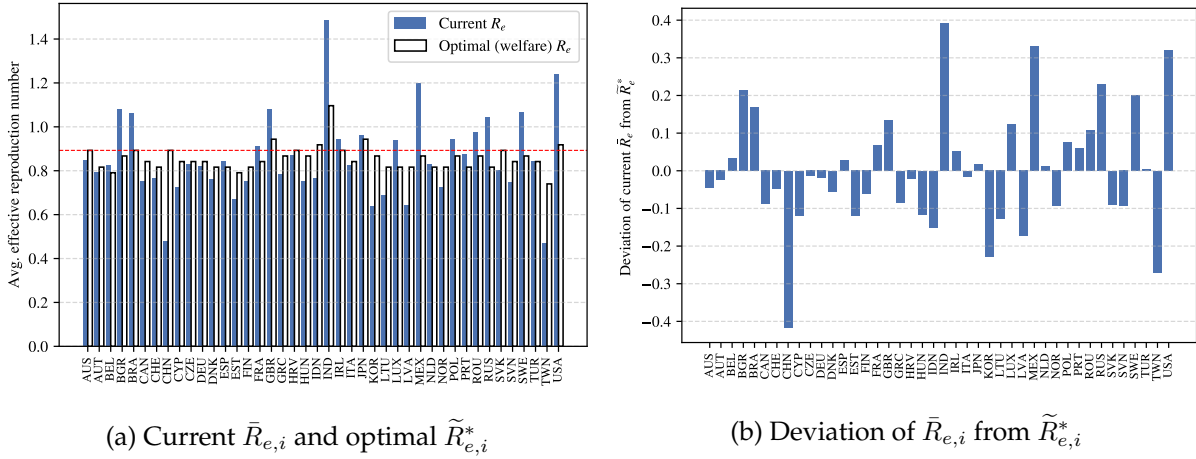 Current Rₑ
Optimal (welfare) Rₑ
Avg. effective reproduction number
1.4
1.2
1.0
0.8
0.6
0.4
0.2
0.0
AUS AUT BEL BGR BRA CAN CHE CHN CYP CZE DEU DNK ESP EST FIN FRA GBR GRC HRV HUN IDN IND IRL ITA JPN KOR LTU LUX LVA MEX NLD NOR POL PRT ROU RUS SVK SVN SWE TUR TWN USA
(a) Current R̄ₑ,ᵢ and optimal R̃*ₑ,ᵢ
Deviation of current R̄ₑ from R̃ₑ*
0.4
0.3
0.2
0.1
0.0
−0.1
−0.2
−0.3
−0.4
AUS AUT BEL BGR BRA CAN CHE CHN CYP CZE DEU DNK ESP EST FIN FRA GBR GRC HRV HUN IDN IND IRL ITA JPN KOR LTU LUX LVA MEX NLD NOR POL PRT ROU RUS SVK SVN SWE TUR TWN USA
(b) Deviation of R̄ₑ,ᵢ from R̃*ₑ,ᵢ